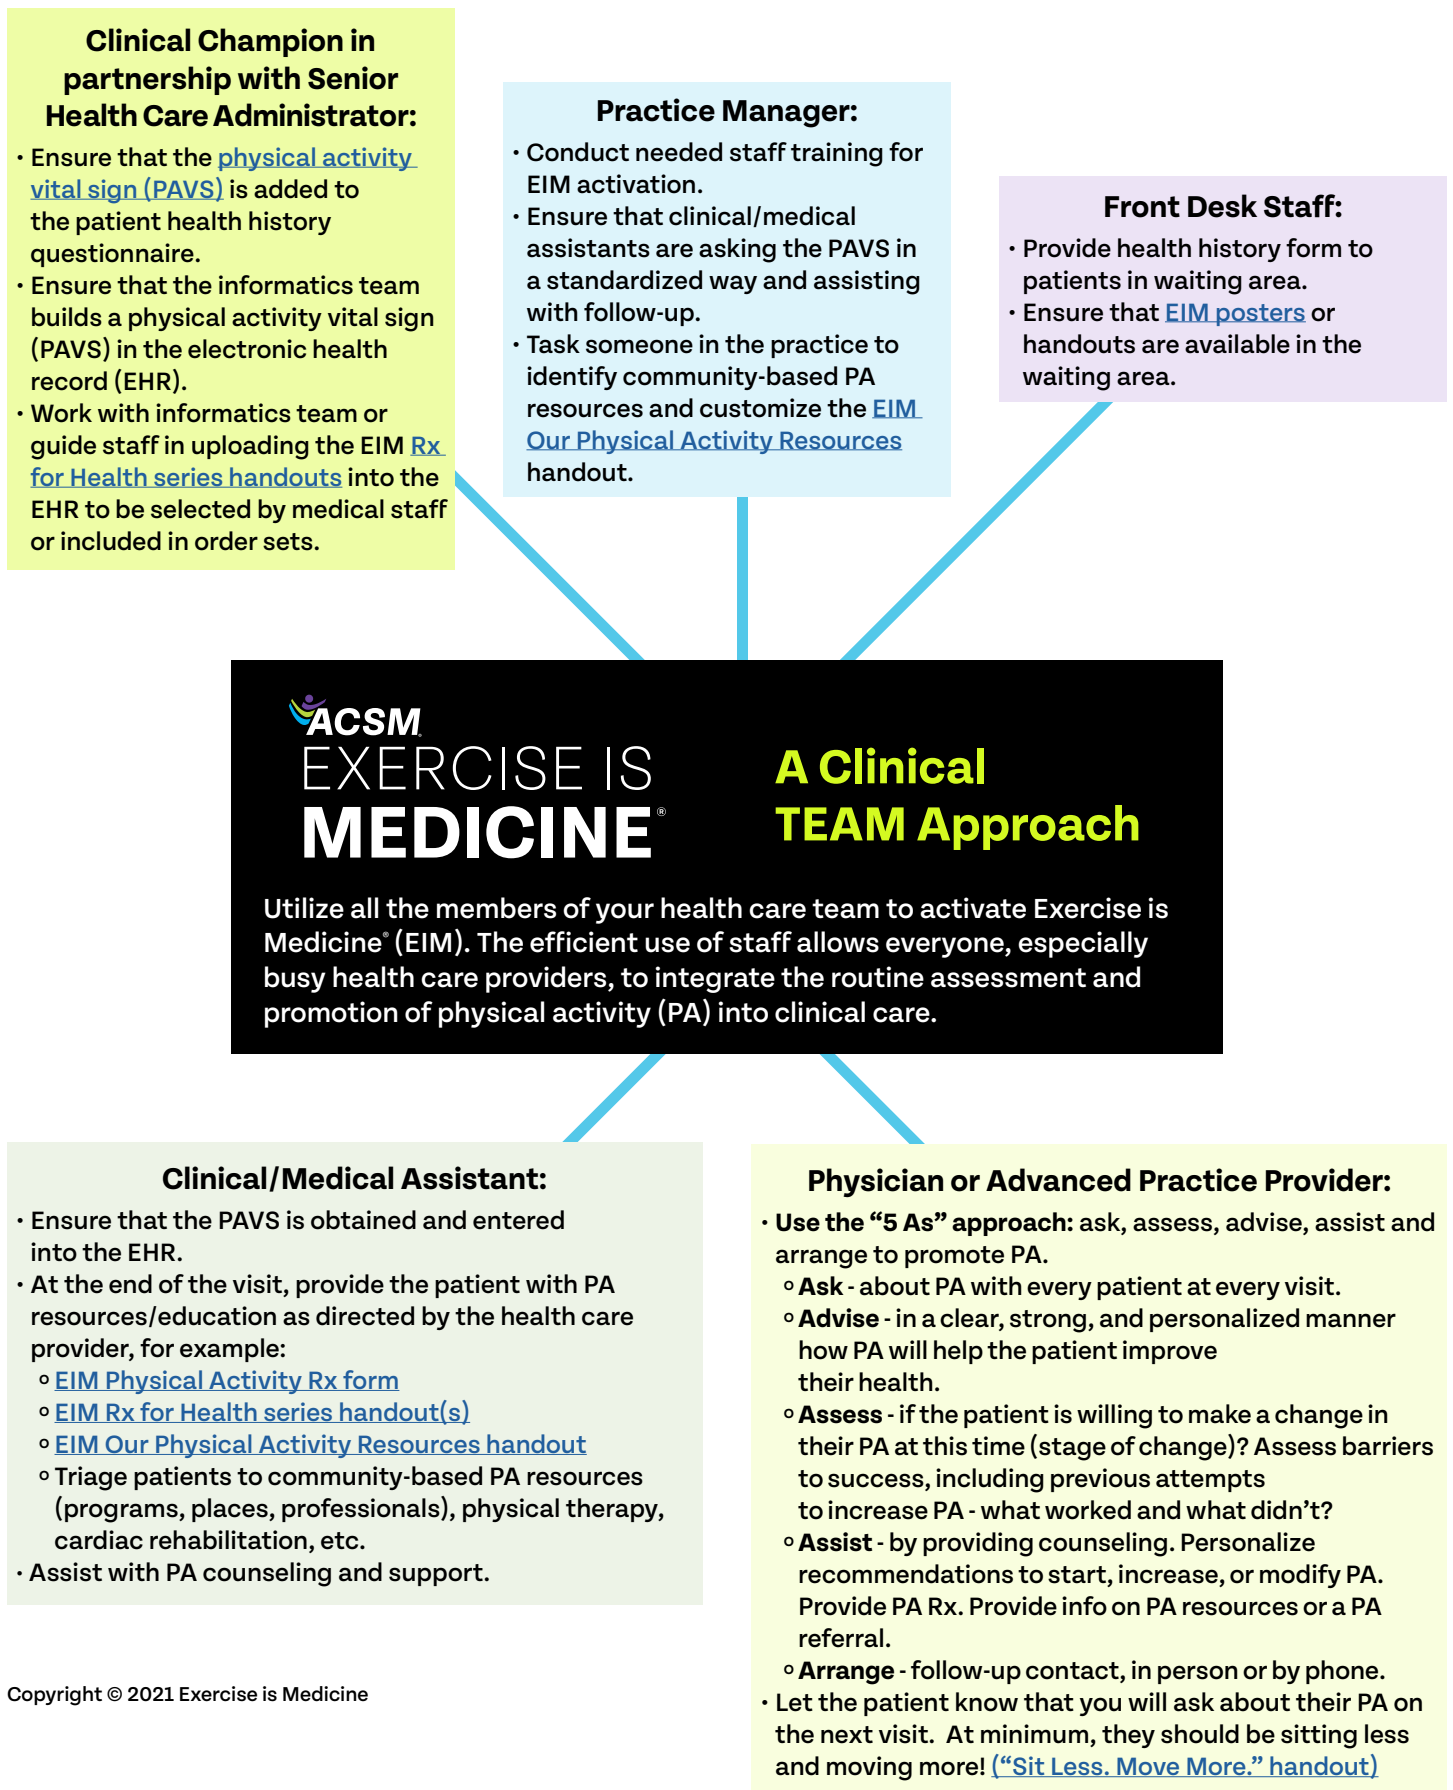 Clinical Champion in
partnership with Senior
Health Care Administrator:
· Ensure that the physical activity
vital sign (PAVS) is added to
the patient health history
questionnaire.
· Ensure that the informatics team
builds a physical activity vital sign
(PAVS) in the electronic health
record (EHR).
· Work with informatics team or
guide staff in uploading the EIM Rx
for Health series handouts into the
EHR to be selected by medical staff
or included in order sets.
Practice Manager:
· Conduct needed staff training for
EIM activation.
· Ensure that clinical/medical
assistants are asking the PAVS in
a standardized way and assisting
with follow-up.
· Task someone in the practice to
identify community-based PA
resources and customize the EIM
Our Physical Activity Resources
handout.
Front Desk Staff:
· Provide health history form to
patients in waiting area.
· Ensure that EIM posters or
handouts are available in the
waiting area.
ACSM
EXERCISE IS
MEDICINE®
A Clinical
TEAM Approach
Utilize all the members of your health care team to activate Exercise is
Medicine® (EIM). The efficient use of staff allows everyone, especially
busy health care providers, to integrate the routine assessment and
promotion of physical activity (PA) into clinical care.
Clinical/Medical Assistant:
· Ensure that the PAVS is obtained and entered
into the EHR.
· At the end of the visit, provide the patient with PA
resources/education as directed by the health care
provider, for example:
o EIM Physical Activity Rx form
o EIM Rx for Health series handout(s)
o EIM Our Physical Activity Resources handout
o Triage patients to community-based PA resources
(programs, places, professionals), physical therapy,
cardiac rehabilitation, etc.
· Assist with PA counseling and support.
Physician or Advanced Practice Provider:
· Use the “5 As” approach: ask, assess, advise, assist and
arrange to promote PA.
o Ask - about PA with every patient at every visit.
o Advise - in a clear, strong, and personalized manner
how PA will help the patient improve
their health.
o Assess - if the patient is willing to make a change in
their PA at this time (stage of change)? Assess barriers
to success, including previous attempts
to increase PA - what worked and what didn’t?
o Assist - by providing counseling. Personalize
recommendations to start, increase, or modify PA.
Provide PA Rx. Provide info on PA resources or a PA
referral.
o Arrange - follow-up contact, in person or by phone.
· Let the patient know that you will ask about their PA on
the next visit. At minimum, they should be sitting less
and moving more! (“Sit Less. Move More.” handout)
Copyright © 2021 Exercise is Medicine